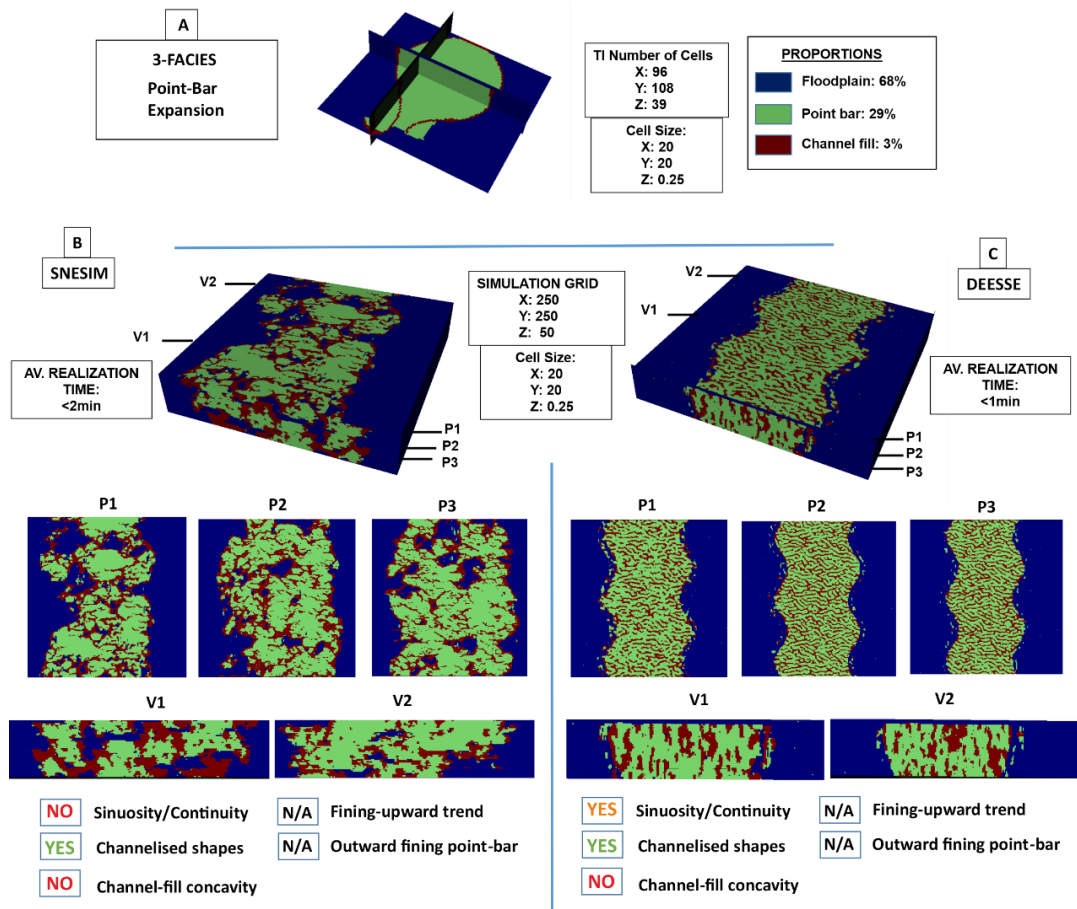 A
3-FACIES
Point-Bar
Expansion
TI Number of Cells
X: 96
Y: 108
Z: 39
Cell Size:
X: 20
Y: 20
Z: 0.25
PROPORTIONS
Floodplain: 68%
Point bar: 29%
Channel fill: 3%
B
SNESIM
V2
V1
AV. REALIZATION
TIME:
<2min
P1
P2
P3
SIMULATION GRID
X: 250
Y: 250
Z: 50
Cell Size:
X: 20
Y: 20
Z: 0.25
C
DEESSE
V2
V1
AV. REALIZATION
TIME:
<1min
P1
P2
P3
P1 P2 P3
V1 V2
NO Sinuosity/Continuity N/A Fining-upward trend
YES Channelised shapes N/A Outward fining point-bar
NO Channel-fill concavity
P1 P2 P3
V1 V2
YES Sinuosity/Continuity N/A Fining-upward trend
YES Channelised shapes N/A Outward fining point-bar
NO Channel-fill concavity